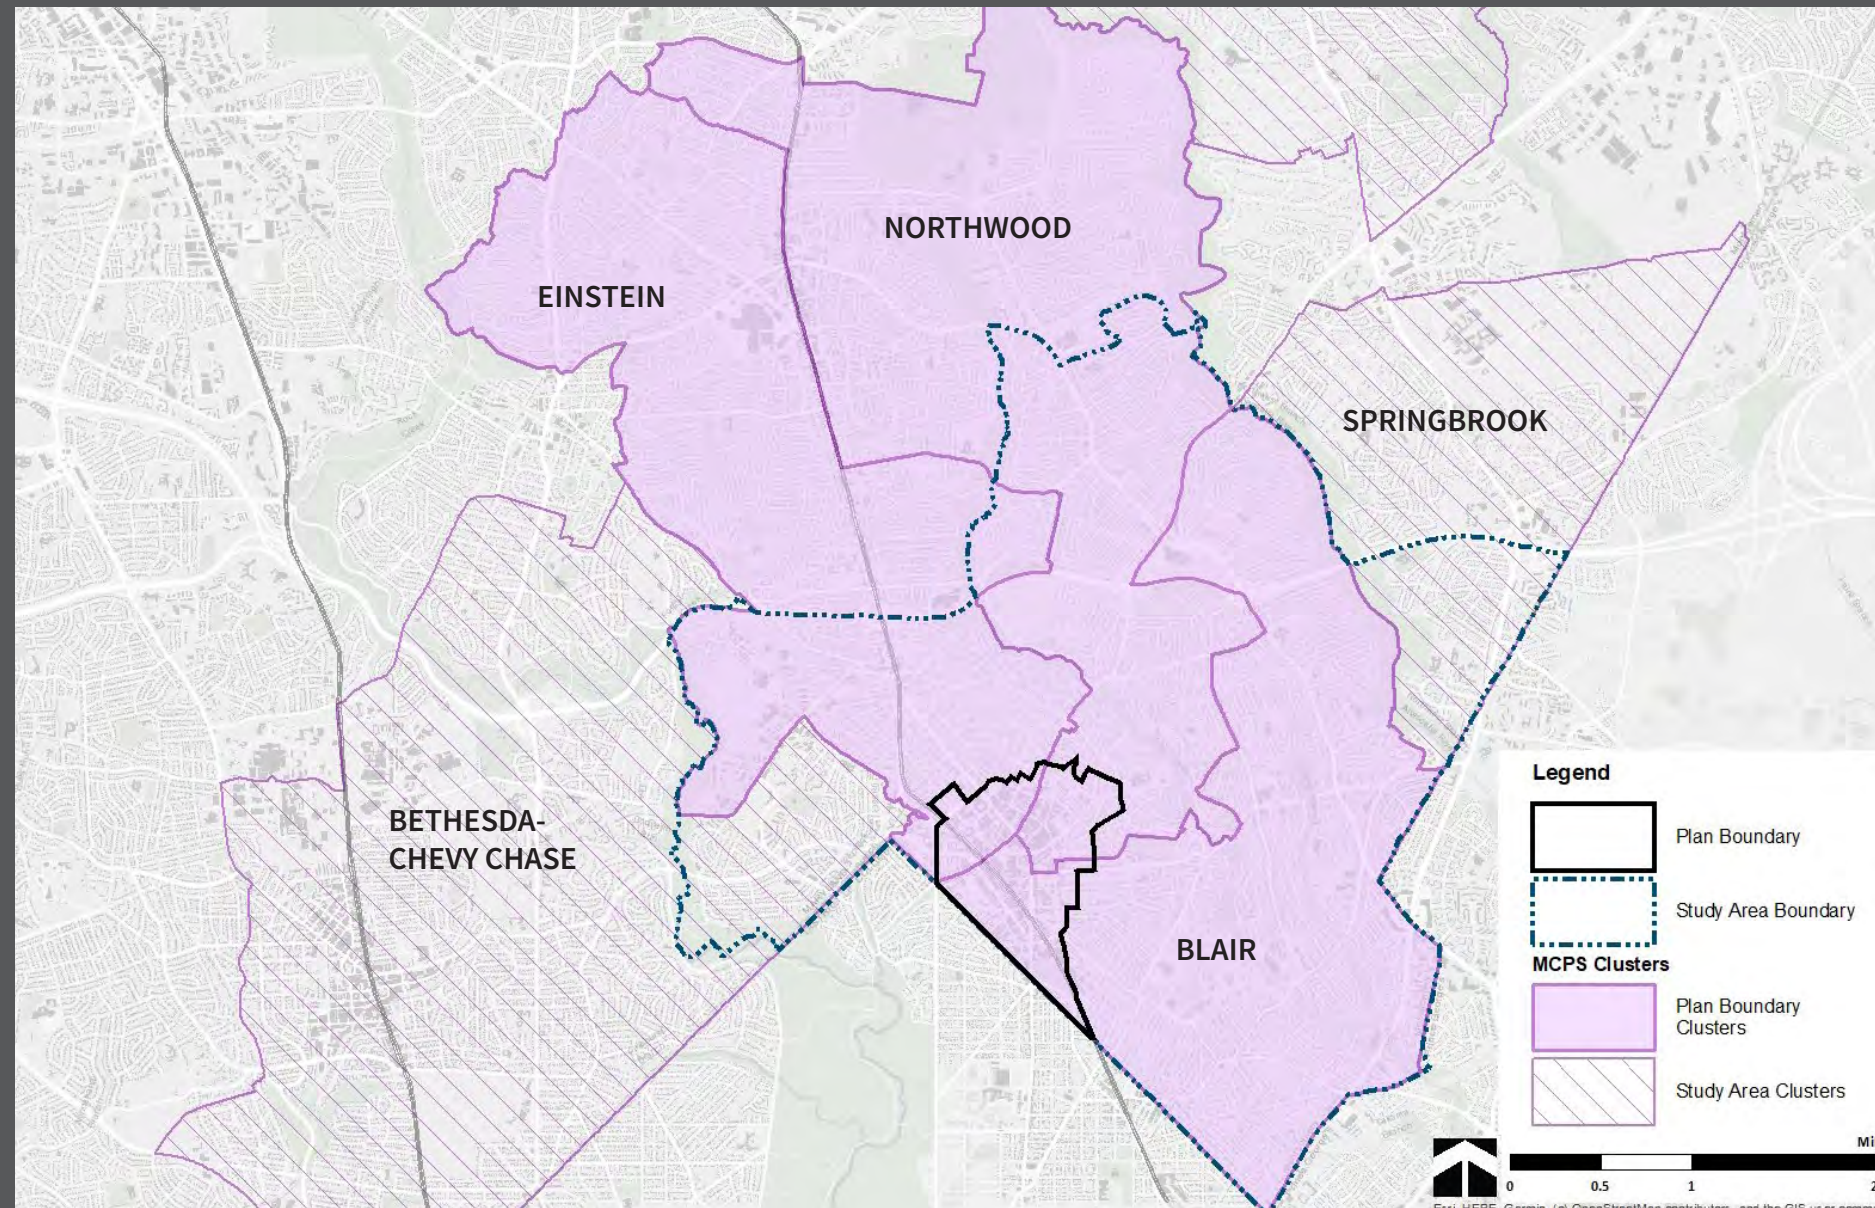 NORTHWOOD
EINSTEIN
SPRINGBROOK
BETHESDA-
CHEVY CHASE
BLAIR
Legend
Plan Boundary
Study Area Boundary
MCPS Clusters
Plan Boundary
Clusters
Study Area Clusters
0 0.5 1 2